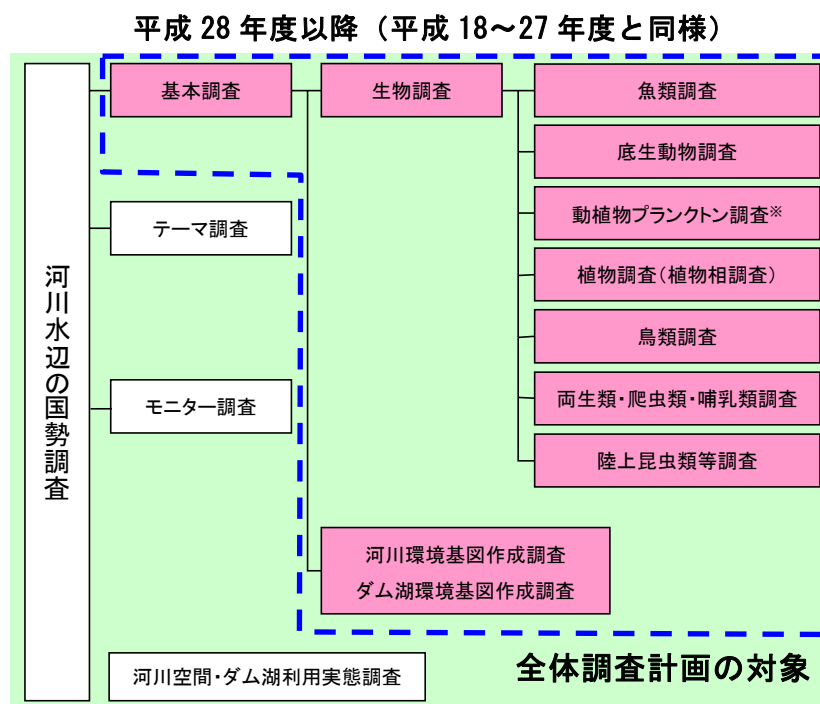 平成 28 年度以降（平成 18～27 年度と同様）
河川水辺の国勢調査
基本調査
生物調査
魚類調査
底生動物調査
動植物プランクトン調査※
植物調査（植物相調査）
鳥類調査
両生類・爬虫類・哺乳類調査
陸上昆虫類等調査
テーマ調査
モニター調査
河川環境基図作成調査
ダム湖環境基図作成調査
河川空間・ダム湖利用実態調査
全体調査計画の対象